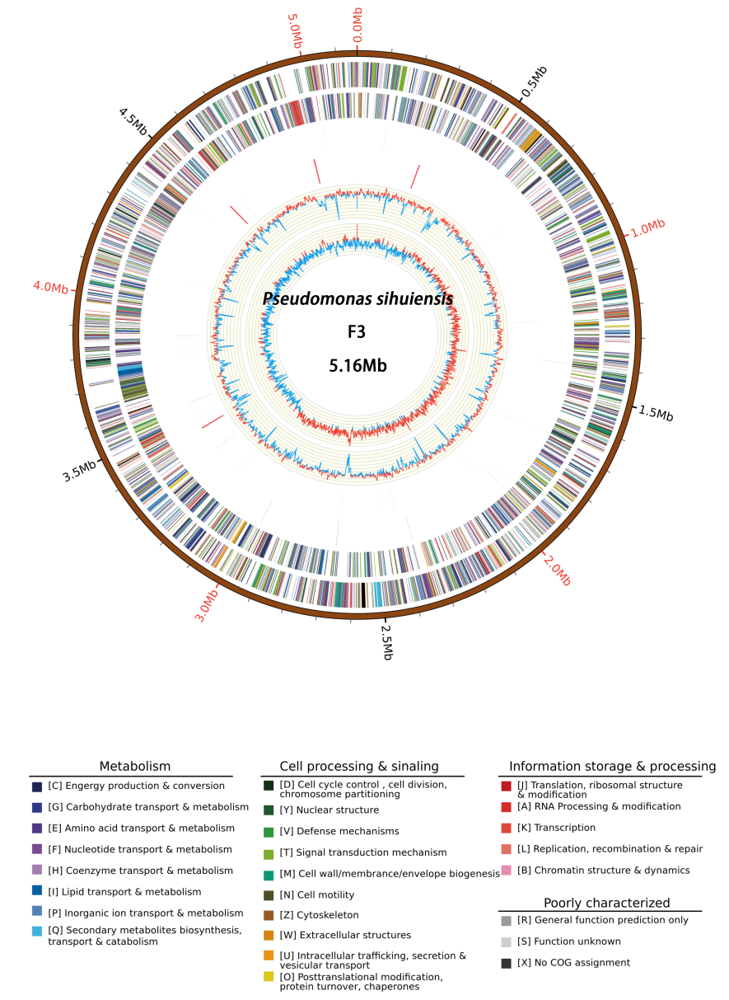 5.0Mb
0.0Mb
0.5Mb
4.5Mb
1.0Mb
4.0Mb
Pseudomonas sihuiensis
F3
5.16Mb
1.5Mb
3.5Mb
2.0Mb
3.0Mb
2.5Mb
Metabolism
[C] Engergy production & conversion
[G] Carbohydrate transport & metabolism
[E] Amino acid transport & metabolism
[F] Nucleotide transport & metabolism
[H] Coenzyme transport & metabolism
[I] Lipid transport & metabolism
[P] Inorganic ion transport & metabolism
[Q] Secondary metabolites biosynthesis,
transport & catabolism
Cell processing & sinaling
[D] Cell cycle control , cell division,
chromosome partitioning
[Y] Nuclear structure
[V] Defense mechanisms
[T] Signal transduction mechanism
[M] Cell wall/membrance/envelope biogenesis
[N] Cell motility
[Z] Cytoskeleton
[W] Extracellular structures
[U] Intracellular trafficking, secretion &
vesicular transport
[O] Posttranslational modification,
protein turnover, chaperones
Information storage & processing
[J] Translation, ribosomal structure
& modification
[A] RNA Processing & modification
[K] Transcription
[L] Replication, recombination & repair
[B] Chromatin structure & dynamics
Poorly characterized
[R] General function prediction only
[S] Function unknown
[X] No COG assignment